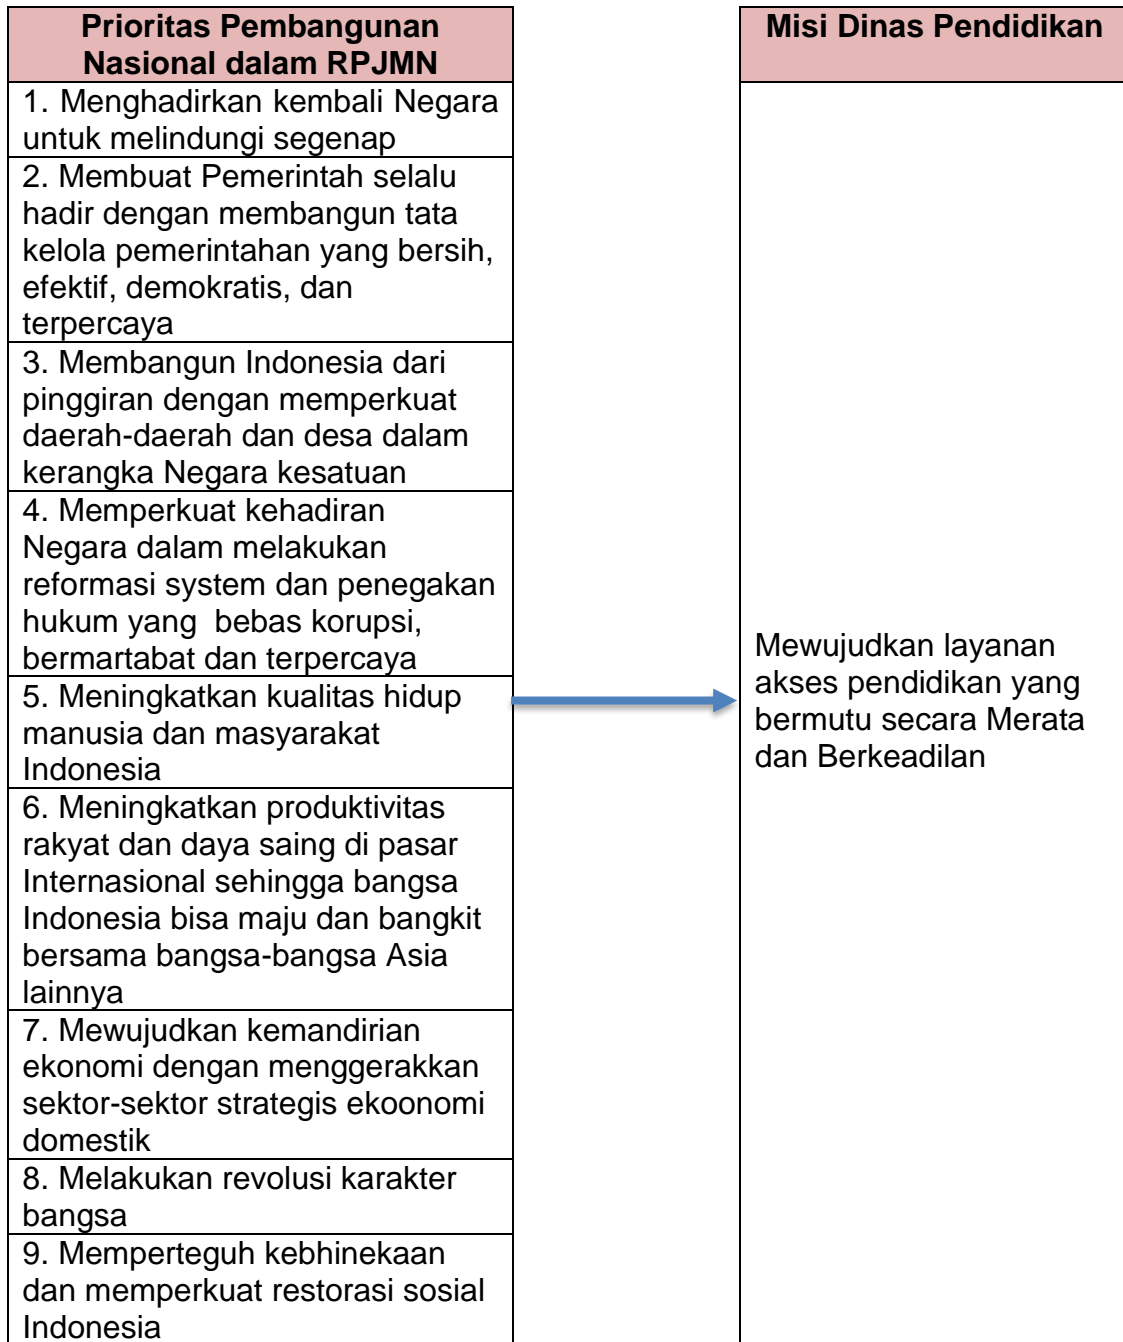 Prioritas Pembangunan
Nasional dalam RPJMN
1. Menghadirkan kembali Negara
untuk melindungi segenap
2. Membuat Pemerintah selalu
hadir dengan membangun tata
kelola pemerintahan yang bersih,
efektif, demokratis, dan
terpercaya
3. Membangun Indonesia dari
pinggiran dengan memperkuat
daerah-daerah dan desa dalam
kerangka Negara kesatuan
4. Memperkuat kehadiran
Negara dalam melakukan
reformasi system dan penegakan
hukum yang  bebas korupsi,
bermartabat dan terpercaya
5. Meningkatkan kualitas hidup
manusia dan masyarakat
Indonesia
6. Meningkatkan produktivitas
rakyat dan daya saing di pasar
Internasional sehingga bangsa
Indonesia bisa maju dan bangkit
bersama bangsa-bangsa Asia
lainnya
7. Mewujudkan kemandirian
ekonomi dengan menggerakkan
sektor-sektor strategis ekoonomi
domestik
8. Melakukan revolusi karakter
bangsa
9. Memperteguh kebhinekaan
dan memperkuat restorasi sosial
Indonesia
Misi Dinas Pendidikan
Mewujudkan layanan
akses pendidikan yang
bermutu secara Merata
dan Berkeadilan